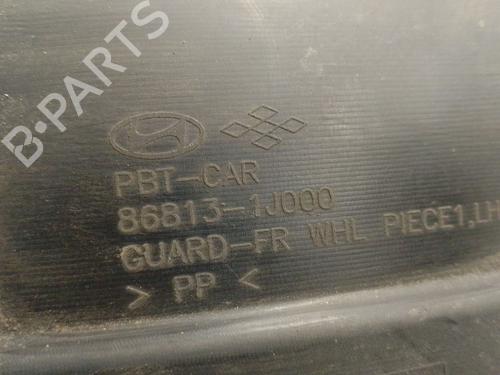 B-PARTS
PBT-CAR
86813-1J000
GUARD-FR WHL PIECE1,LH
> PP <